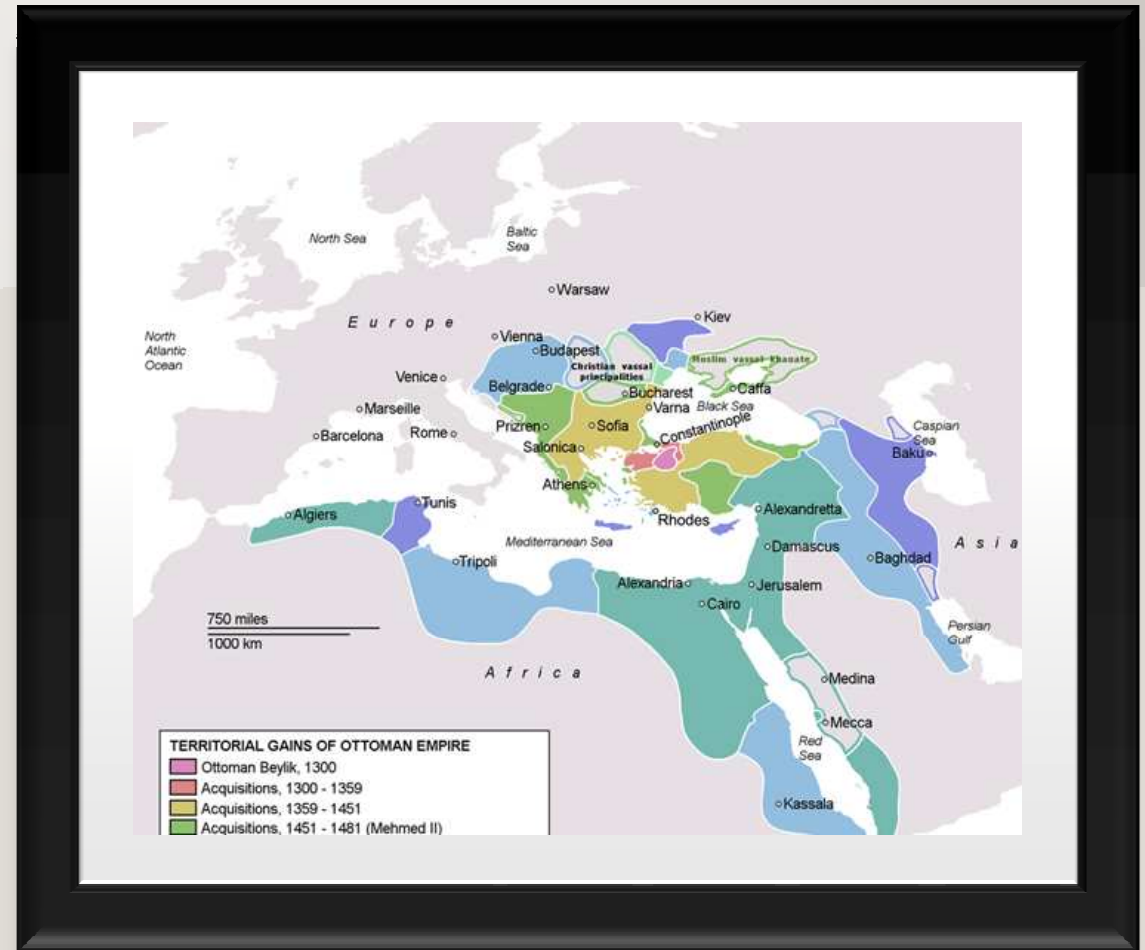 North Sea
Baltic
Sea
Warsaw
Europe
Kiev
North
Atlantic
Ocean
Vienna
Budapest
Christian vassal
principalities
Muslim vassal Khanate
Venice
Belgrade
Bucharest
Caffa
Marseille
Varna
Black Sea
Barcelona
Rome
Prizren
Sofia
Constantinople
Caspian
Sea
Salonica
Baku
Athens
Tunis
Algiers
Rhodes
Alexandretta
Mediterranean Sea
Damascus
Asia
Tripoli
Baghdad
Alexandria
Jerusalem
Cairo
750 miles
1000 km
Persian
Gulf
Africa
Medina
Mecca
Red
Sea
TERRITORIAL GAINS OF OTTOMAN EMPIRE
Ottoman Beylik, 1300
Acquisitions, 1300 - 1359
Acquisitions, 1359 - 1451
Acquisitions, 1451 - 1481 (Mehmed II)
Kassala